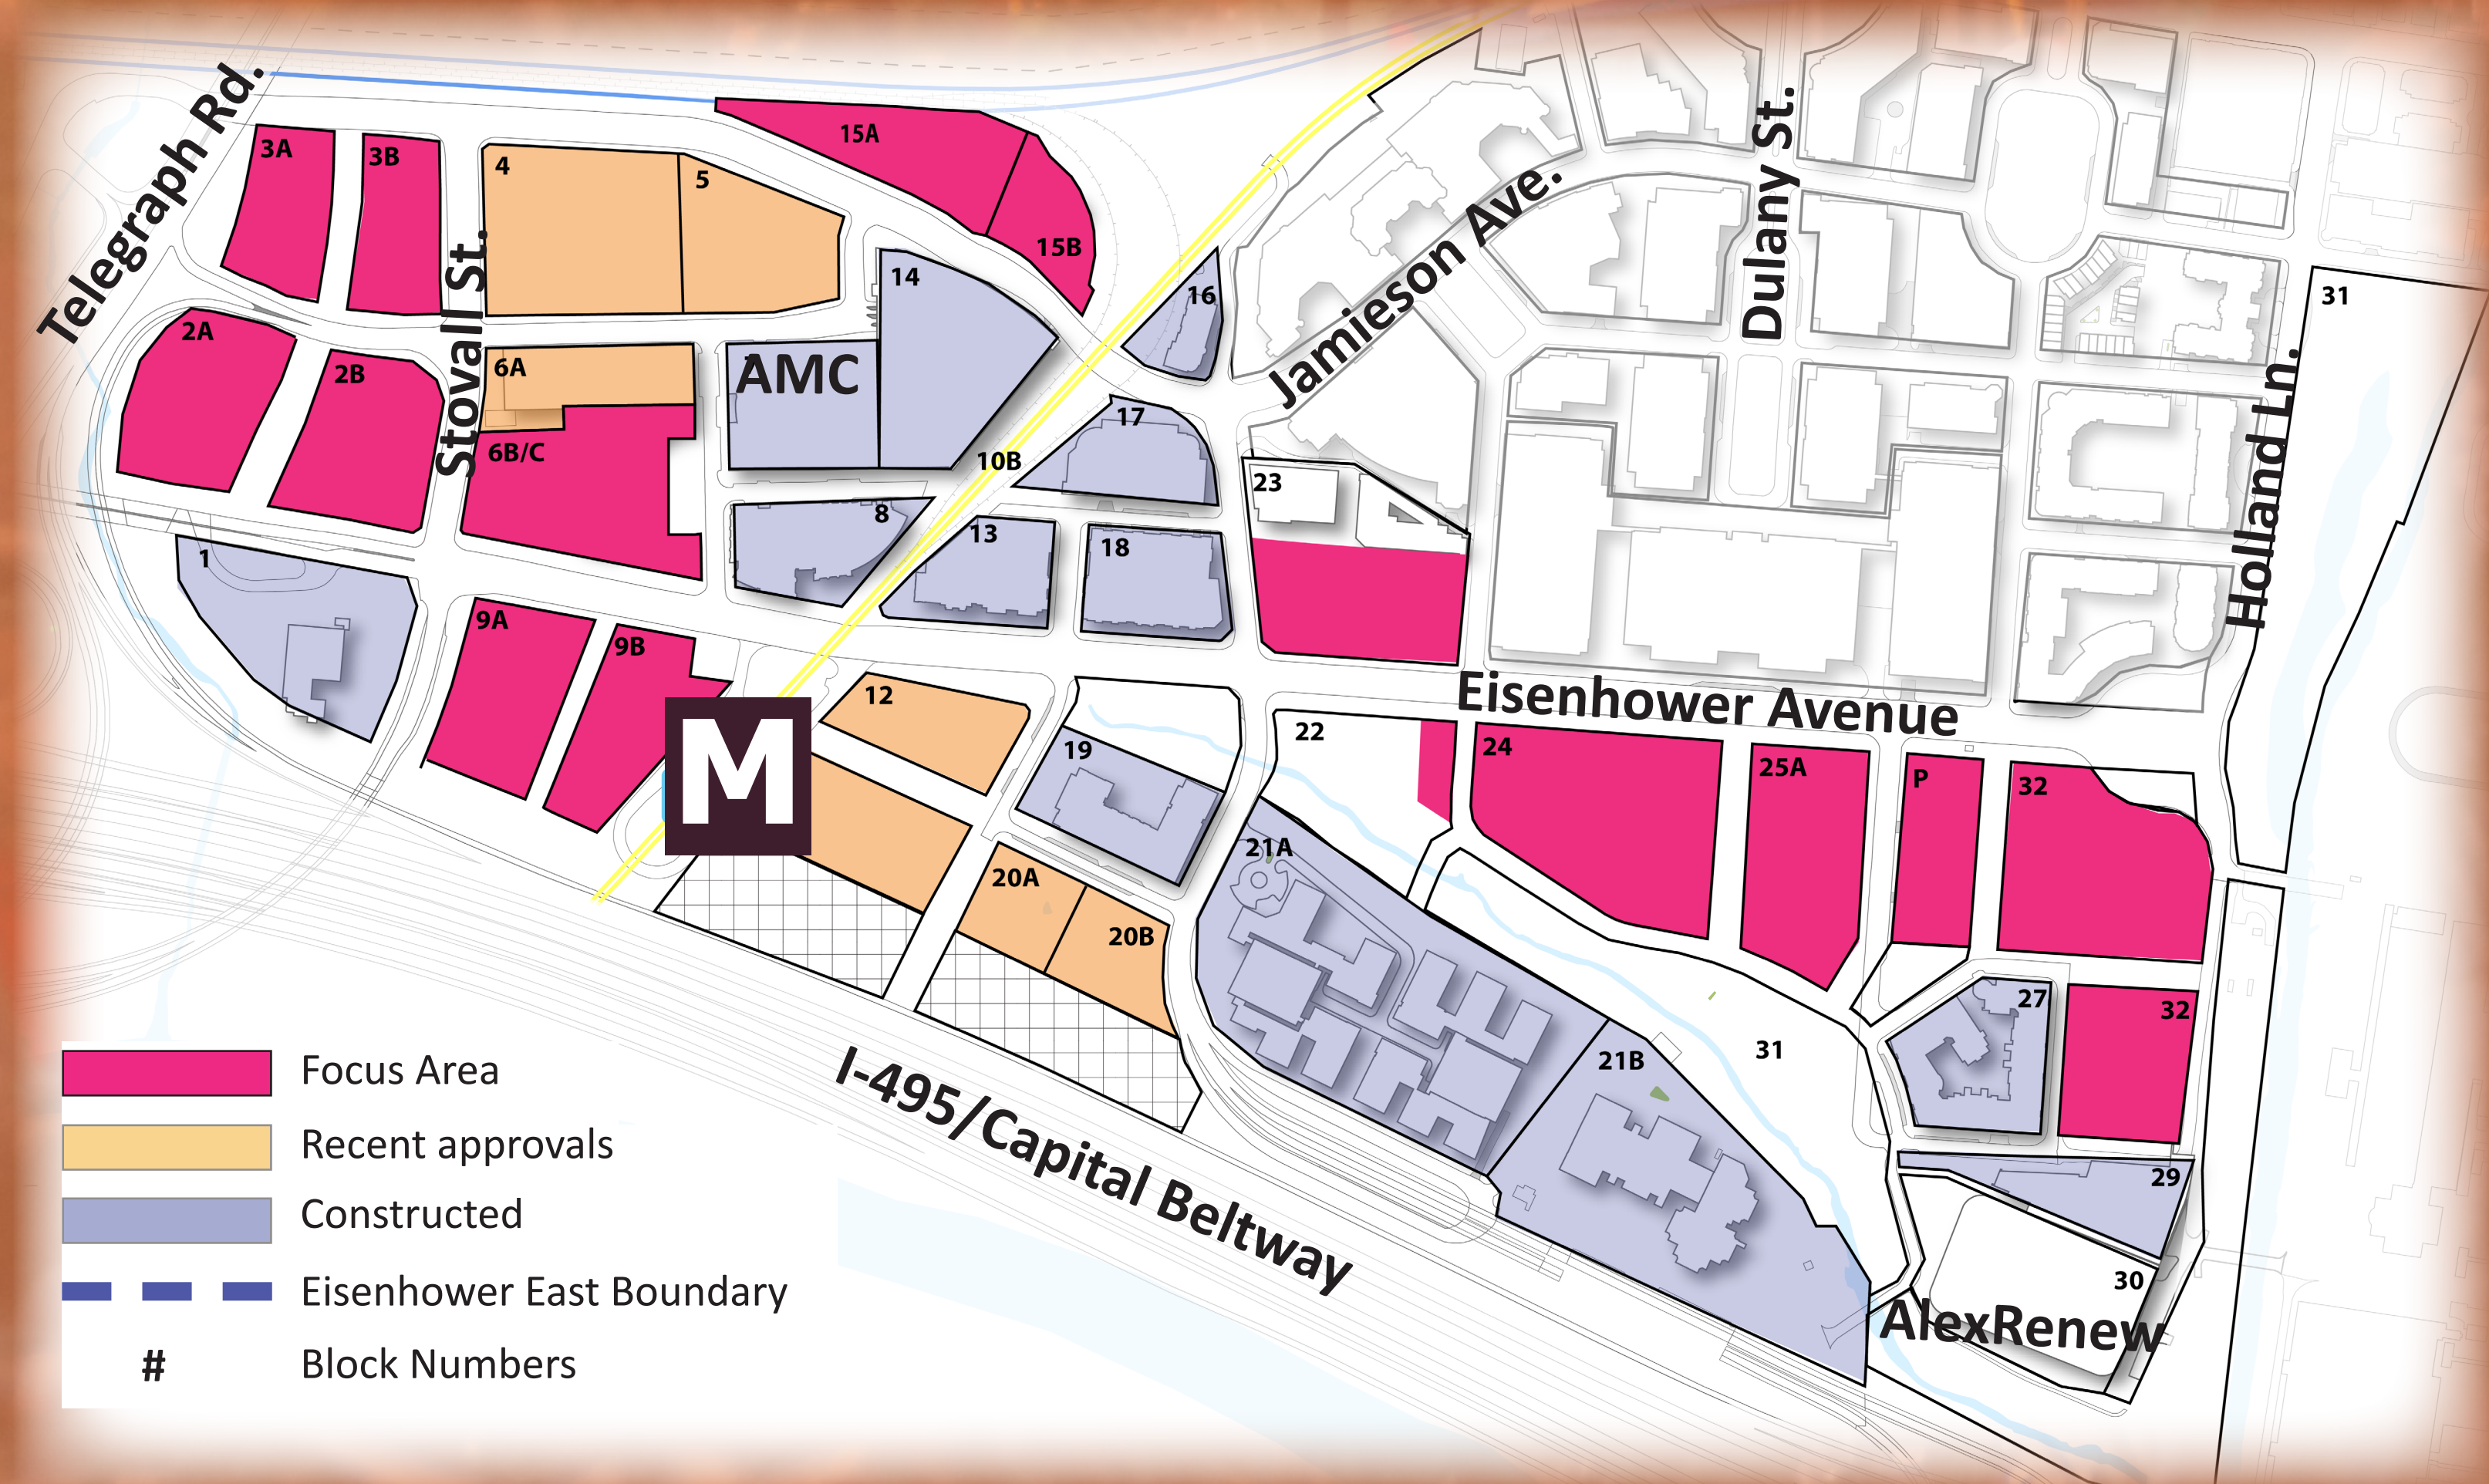 Telegraph Rd.
3A
3B
4
5
15A
15B
Stovall St.
14
16
Jamieson Ave.
Dulany St.
31
2A
2B
6A
6B/C
AMC
10B
17
23
Holland Ln.
1
8
13
18
9A
9B
M
12
19
22
Eisenhower Avenue
24
25A
P
32
20A
20B
21A
21B
31
27
32
29
30
AlexRenew
I-495/Capital Beltway
Focus Area
Recent approvals
Constructed
Eisenhower East Boundary
# Block Numbers